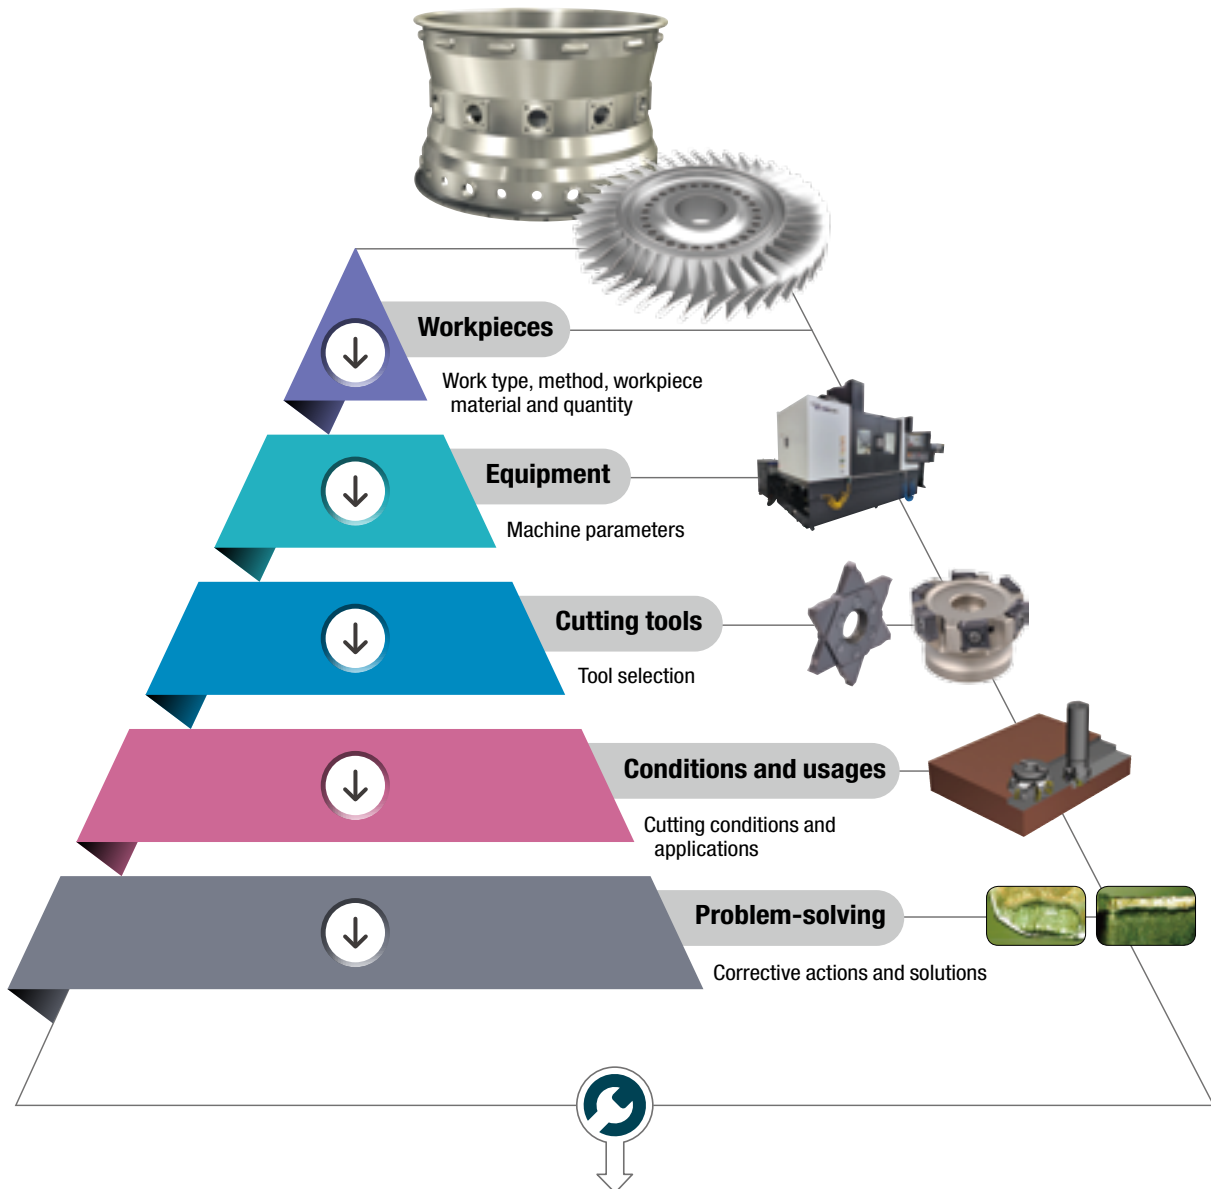 Workpieces
Work type, method, workpiece
material and quantity
Equipment
Machine parameters
Cutting tools
Tool selection
Conditions and usages
Cutting conditions and
applications
Problem-solving
Corrective actions and solutions